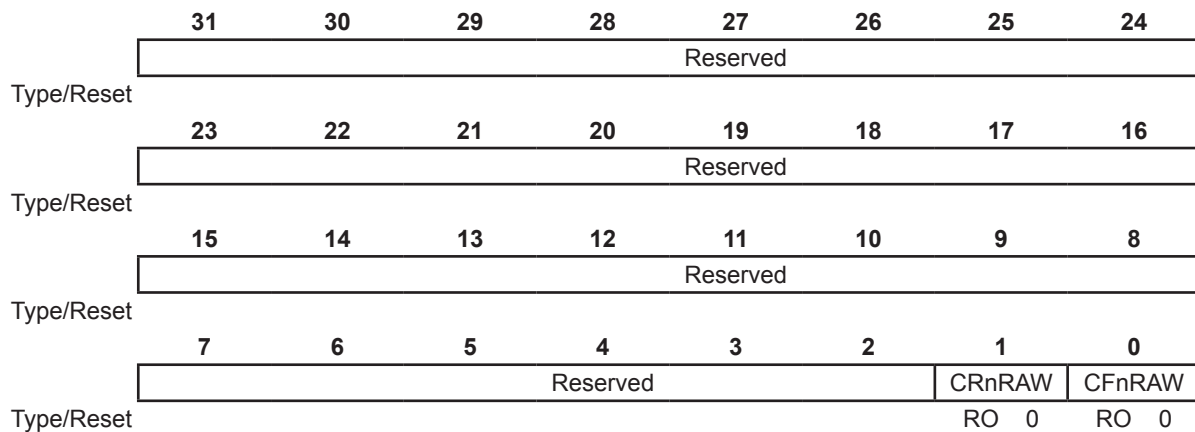 31 30 29 28 27 26 25 24
Reserved
Type/Reset
23 22 21 20 19 18 17 16
Reserved
Type/Reset
15 14 13 12 11 10 9 8
Reserved
Type/Reset
7 6 5 4 3 2 1 0
Reserved CRnRAW CFnRAW
Type/Reset RO 0 RO 0